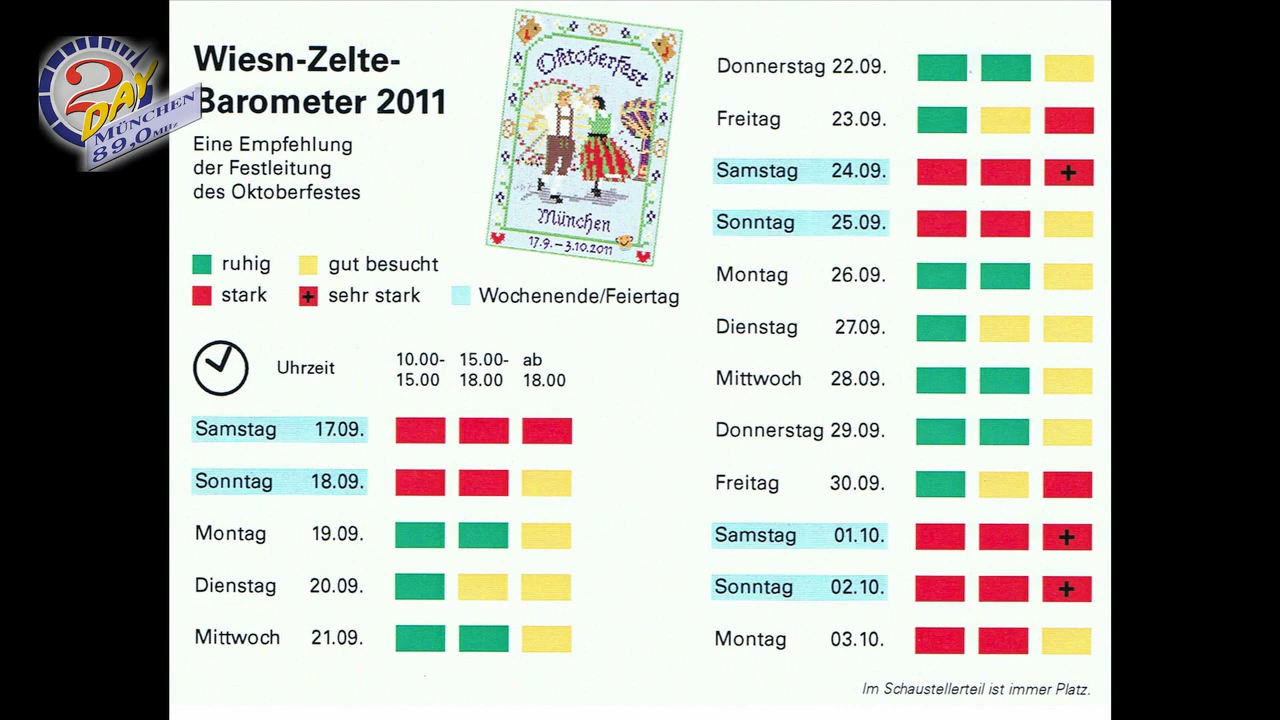 2
DAY
MÜNCHEN
89,0 MHz
Wiesn-Zelte-
Barometer 2011
Eine Empfehlung
der Festleitung
des Oktoberfestes
Oktoberfest
München
17.9.–3.10.2011
ruhig gut besucht
stark + sehr stark Wochenende/Feiertag
Uhrzeit 10.00-15.00 15.00-18.00 ab 18.00
Samstag 17.09.
Sonntag 18.09.
Montag 19.09.
Dienstag 20.09.
Mittwoch 21.09.
Donnerstag 22.09.
Freitag 23.09.
Samstag 24.09. +
Sonntag 25.09.
Montag 26.09.
Dienstag 27.09.
Mittwoch 28.09.
Donnerstag 29.09.
Freitag 30.09.
Samstag 01.10. +
Sonntag 02.10. +
Montag 03.10.
Im Schaustellerteil ist immer Platz.